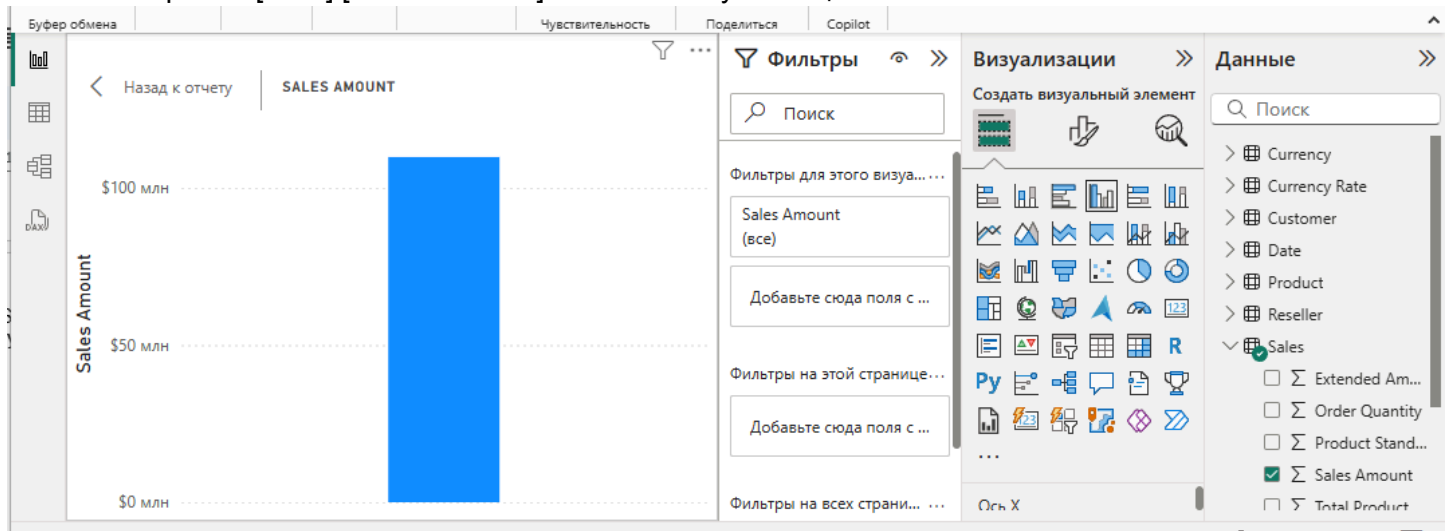 Буфер обмена
Чувствительность
Поделиться
Copilot
Назад к отчету
SALES AMOUNT
$100 млн
$50 млн
$0 млн
Sales Amount
Фильтры
Поиск
Фильтры для этого визуа...
Sales Amount
(все)
Добавьте сюда поля с ...
Фильтры на этой странице
Добавьте сюда поля с ...
Фильтры на всех страни...
Визуализации
Создать визуальный элемент
123
R
Py
123
...
Ось X
Данные
Поиск
Currency
Currency Rate
Customer
Date
Product
Reseller
Sales
Σ Extended Am...
Σ Order Quantity
Σ Product Stand...
Σ Sales Amount
Σ Total Product
DAX